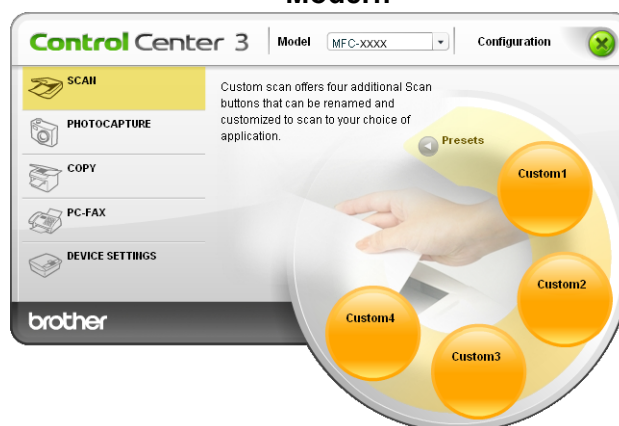 Control Center 3 Model MFC-XXXX Configuration
SCAN
PHOTOCAPTURE
COPY
PC-FAX
DEVICE SETTINGS
Custom scan offers four additional Scan
buttons that can be renamed and
customized to scan to your choice of
application.
Presets
Custom1
Custom2
Custom3
Custom4
brother